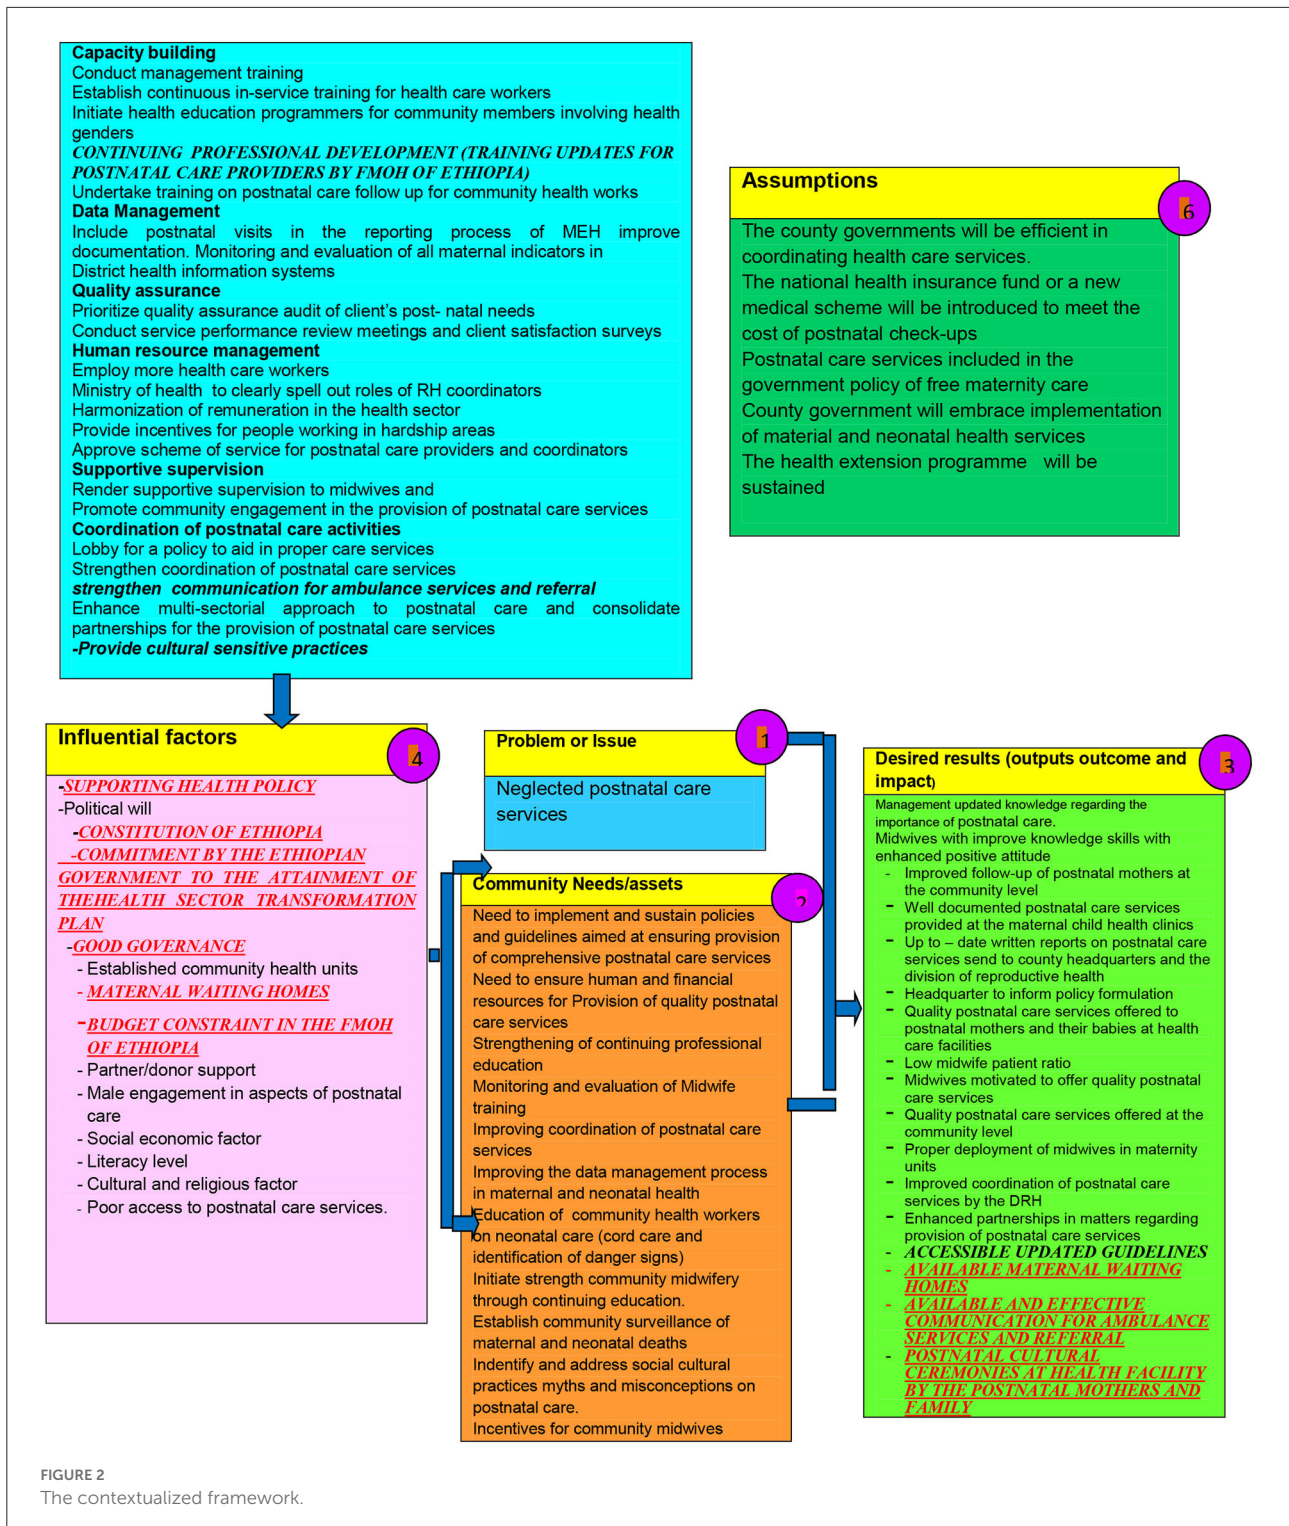 Capacity building
Conduct management training
Establish continuous in-service training for health care workers
Initiate health education programmers for community members involving health
genders
CONTINUING PROFESSIONAL DEVELOPMENT (TRAINING UPDATES FOR
POSTNATAL CARE PROVIDERS BY FMOH OF ETHIOPIA)
Undertake training on postnatal care follow up for community health works
Data Management
Include postnatal visits in the reporting process of MEH improve
documentation. Monitoring and evaluation of all maternal indicators in
District health information systems
Quality assurance
Prioritize quality assurance audit of client's post- natal needs
Conduct service performance review meetings and client satisfaction surveys
Human resource management
Employ more health care workers
Ministry of health to clearly spell out roles of RH coordinators
Harmonization of remuneration in the health sector
Provide incentives for people working in hardship areas
Approve scheme of service for postnatal care providers and coordinators
Supportive supervision
Render supportive supervision to midwives and
Promote community engagement in the provision of postnatal care services
Coordination of postnatal care activities
Lobby for a policy to aid in proper care services
Strengthen coordination of postnatal care services
strengthen communication for ambulance services and referral
Enhance multi-sectorial approach to postnatal care and consolidate
partnerships for the provision of postnatal care services
-Provide cultural sensitive practices
Assumptions
6
The county governments will be efficient in
coordinating health care services.
The national health insurance fund or a new
medical scheme will be introduced to meet the
cost of postnatal check-ups
Postnatal care services included in the
government policy of free maternity care
County government will embrace implementation
of material and neonatal health services
The health extension programme will be
sustained
Influential factors
4
-SUPPORTING HEALTH POLICY
-Political will
-CONSTITUTION OF ETHIOPIA
-COMMITMENT BY THE ETHIOPIAN
GOVERNMENT TO THE ATTAINMENT OF
THEHEALTH SECTOR TRANSFORMATION
PLAN
-GOOD GOVERNANCE
- Established community health units
- MATERNAL WAITING HOMES
-BUDGET CONSTRAINT IN THE FMOH
OF ETHIOPIA
- Partner/donor support
- Male engagement in aspects of postnatal
care
- Social economic factor
- Literacy level
- Cultural and religious factor
- Poor access to postnatal care services.
Problem or Issue
1
Neglected postnatal care
services
Community Needs/assets
2
Need to implement and sustain policies
and guidelines aimed at ensuring provision
of comprehensive postnatal care services
Need to ensure human and financial
resources for Provision of quality postnatal
care services
Strengthening of continuing professional
education
Monitoring and evaluation of Midwife
training
Improving coordination of postnatal care
services
Improving the data management process
in maternal and neonatal health
Education of community health workers
on neonatal care (cord care and
identification of danger signs)
Initiate strength community midwifery
through continuing education.
Establish community surveillance of
maternal and neonatal deaths
Indentify and address social cultural
practices myths and misconceptions on
postnatal care.
Incentives for community midwives
Desired results (outputs outcome and
impact)
3
Management updated knowledge regarding the
importance of postnatal care.
Midwives with improve knowledge skills with
enhanced positive attitude
- Improved follow-up of postnatal mothers at
the community level
- Well documented postnatal care services
provided at the maternal child health clinics
- Up to – date written reports on postnatal care
services send to county headquarters and the
division of reproductive health
- Headquarter to inform policy formulation
- Quality postnatal care services offered to
postnatal mothers and their babies at health
care facilities
- Low midwife patient ratio
- Midwives motivated to offer quality postnatal
care services
- Quality postnatal care services offered at the
community level
- Proper deployment of midwives in maternity
units
- Improved coordination of postnatal care
services by the DRH
- Enhanced partnerships in matters regarding
provision of postnatal care services
- ACCESSIBLE UPDATED GUIDELINES
- AVAILABLE MATERNAL WAITING
HOMES
- AVAILABLE AND EFFECTIVE
COMMUNICATION FOR AMBULANCE
SERVICES AND REFERRAL
- POSTNATAL CULTURAL
CEREMONIES AT HEALTH FACILITY
BY THE POSTNATAL MOTHERS AND
FAMILY
FIGURE 2
The contextualized framework.